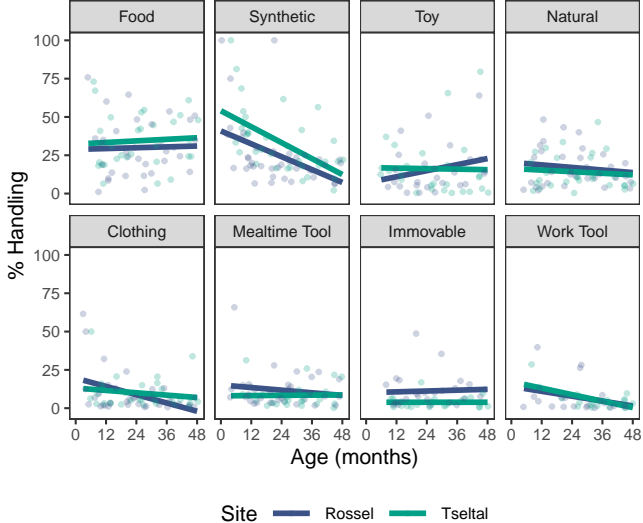 Food Synthetic Toy Natural
100
75
50
25
0
% Handling
Clothing Mealtime Tool Immovable Work Tool
100
75
50
25
0
0 12 24 36 48 0 12 24 36 48 0 12 24 36 48 0 12 24 36 48
Age (months)
Site Rossel Tseltal